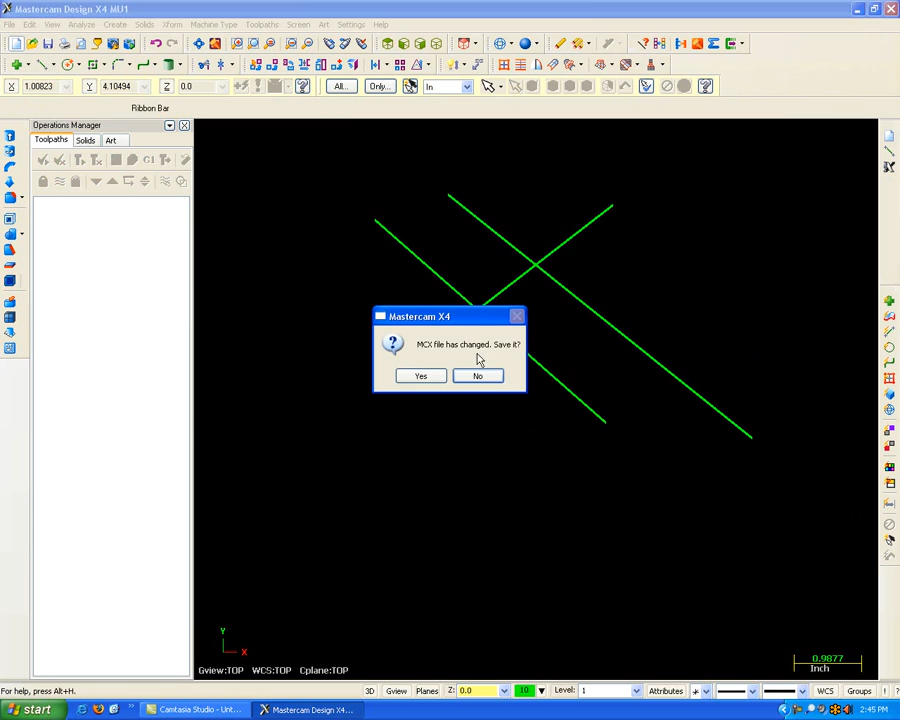 Mastercam Design X4 MU1
File Edit View Analyze Create Solids Xform Machine Type Toolpaths Screen Art Settings Help
X 1.00823 Y 4.10494 Z 0.0 All... Only... In
Ribbon Bar
Operations Manager
Toolpaths Solids Art
G1
Mastercam X4
MCX file has changed. Save it?
Yes No
Y
X
Gview:TOP WCS:TOP Cplane:TOP
0.9877
Inch
For help, press Alt+H.
3D Gview Planes Z: 0.0 10 Level: 1 Attributes WCS Groups
start Camtasia Studio - Unt... Mastercam Design X4... 2:45 PM